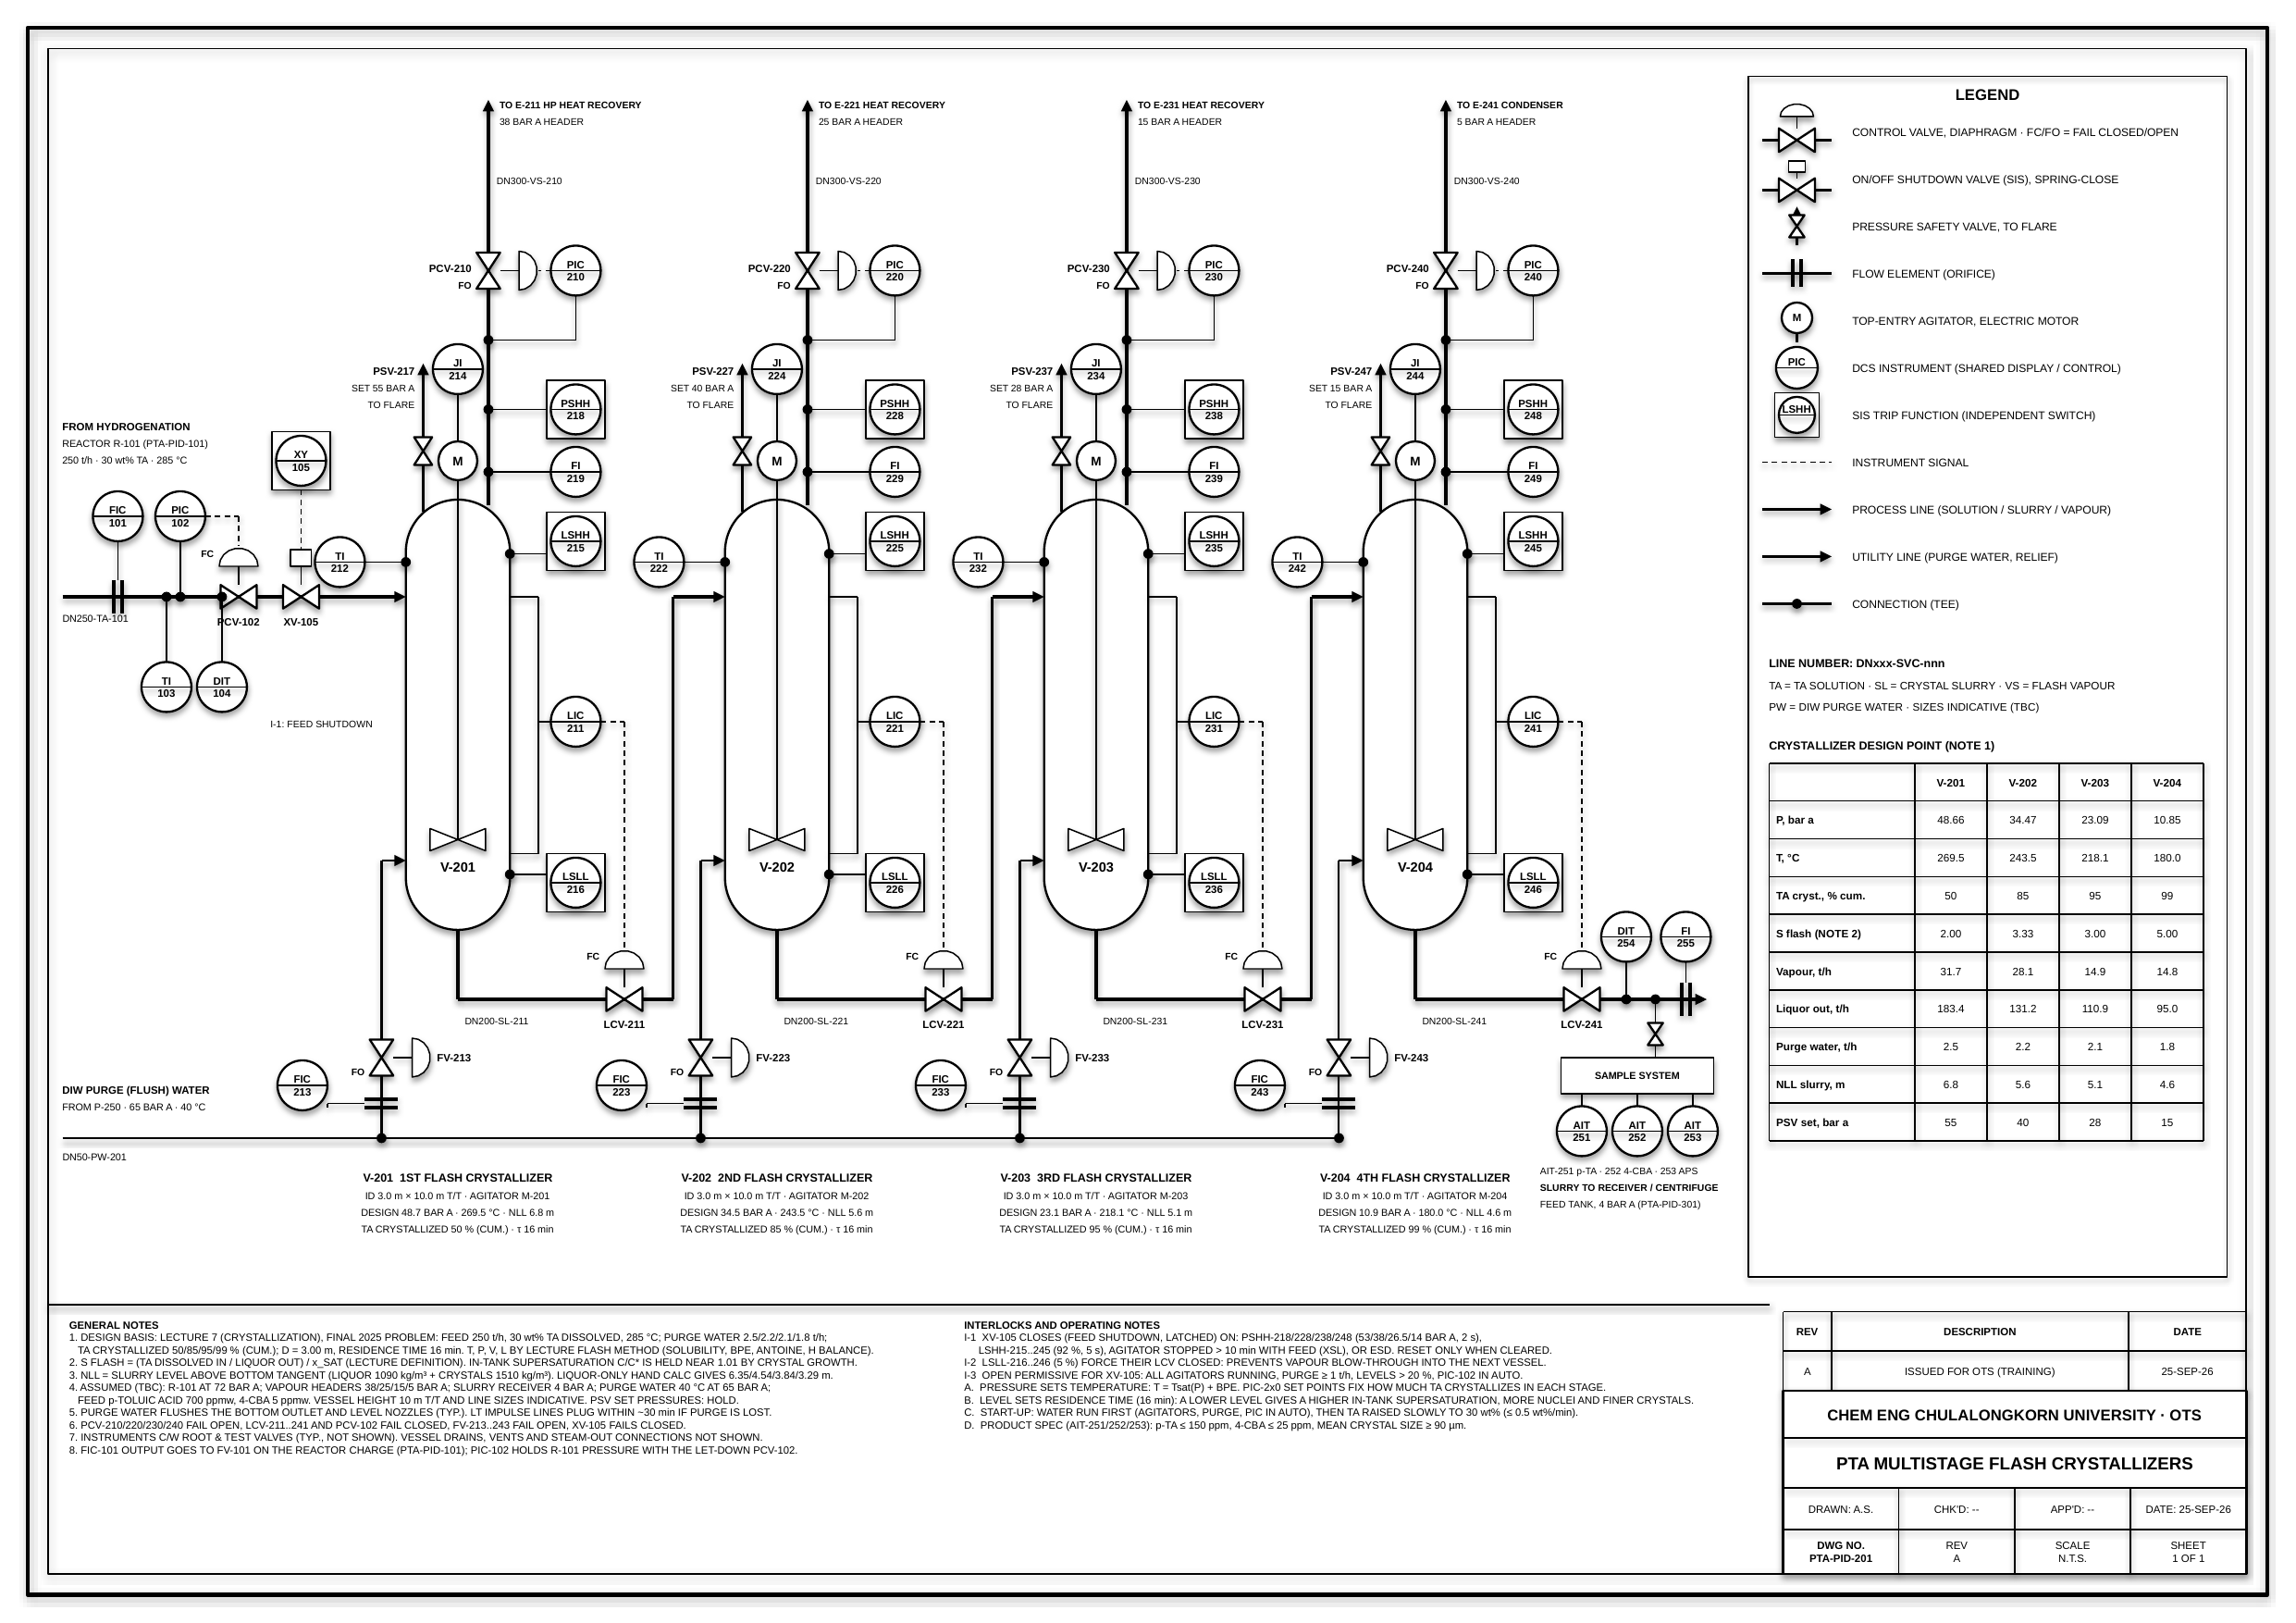 TO E-211 HP HEAT RECOVERY
38 BAR A HEADER
TO E-221 HEAT RECOVERY
25 BAR A HEADER
TO E-231 HEAT RECOVERY
15 BAR A HEADER
TO E-241 CONDENSER
5 BAR A HEADER
DN300-VS-210
DN300-VS-220
DN300-VS-230
DN300-VS-240
PCV-210
FO
PIC
210
PCV-220
FO
PIC
220
PCV-230
FO
PIC
230
PCV-240
FO
PIC
240
PSV-217
SET 55 BAR A
TO FLARE
JI
214
PSHH
218
PSV-227
SET 40 BAR A
TO FLARE
JI
224
PSHH
228
PSV-237
SET 28 BAR A
TO FLARE
JI
234
PSHH
238
PSV-247
SET 15 BAR A
TO FLARE
JI
244
PSHH
248
FROM HYDROGENATION
REACTOR R-101 (PTA-PID-101)
250 t/h · 30 wt% TA · 285 °C
XY
105
M
FI
219
M
FI
229
M
FI
239
M
FI
249
FIC
101
PIC
102
FC
TI
212
LSHH
215
TI
222
LSHH
225
TI
232
LSHH
235
TI
242
LSHH
245
DN250-TA-101
PCV-102
XV-105
TI
103
DIT
104
I-1: FEED SHUTDOWN
LIC
211
LIC
221
LIC
231
LIC
241
V-201
LSLL
216
V-202
LSLL
226
V-203
LSLL
236
V-204
LSLL
246
DIT
254
FI
255
FC
FC
FC
FC
DN200-SL-211
LCV-211
DN200-SL-221
LCV-221
DN200-SL-231
LCV-231
DN200-SL-241
LCV-241
FV-213
FO
FIC
213
FV-223
FO
FIC
223
FV-233
FO
FIC
233
FV-243
FO
FIC
243
SAMPLE SYSTEM
AIT
251
AIT
252
AIT
253
DIW PURGE (FLUSH) WATER
FROM P-250 · 65 BAR A · 40 °C
DN50-PW-201
AIT-251 p-TA · 252 4-CBA · 253 APS
SLURRY TO RECEIVER / CENTRIFUGE
FEED TANK, 4 BAR A (PTA-PID-301)
V-201 1ST FLASH CRYSTALLIZER
ID 3.0 m × 10.0 m T/T · AGITATOR M-201
DESIGN 48.7 BAR A · 269.5 °C · NLL 6.8 m
TA CRYSTALLIZED 50 % (CUM.) · τ 16 min
V-202 2ND FLASH CRYSTALLIZER
ID 3.0 m × 10.0 m T/T · AGITATOR M-202
DESIGN 34.5 BAR A · 243.5 °C · NLL 5.6 m
TA CRYSTALLIZED 85 % (CUM.) · τ 16 min
V-203 3RD FLASH CRYSTALLIZER
ID 3.0 m × 10.0 m T/T · AGITATOR M-203
DESIGN 23.1 BAR A · 218.1 °C · NLL 5.1 m
TA CRYSTALLIZED 95 % (CUM.) · τ 16 min
V-204 4TH FLASH CRYSTALLIZER
ID 3.0 m × 10.0 m T/T · AGITATOR M-204
DESIGN 10.9 BAR A · 180.0 °C · NLL 4.6 m
TA CRYSTALLIZED 99 % (CUM.) · τ 16 min
LEGEND
CONTROL VALVE, DIAPHRAGM · FC/FO = FAIL CLOSED/OPEN
ON/OFF SHUTDOWN VALVE (SIS), SPRING-CLOSE
PRESSURE SAFETY VALVE, TO FLARE
FLOW ELEMENT (ORIFICE)
M
TOP-ENTRY AGITATOR, ELECTRIC MOTOR
PIC
DCS INSTRUMENT (SHARED DISPLAY / CONTROL)
LSHH
SIS TRIP FUNCTION (INDEPENDENT SWITCH)
INSTRUMENT SIGNAL
PROCESS LINE (SOLUTION / SLURRY / VAPOUR)
UTILITY LINE (PURGE WATER, RELIEF)
CONNECTION (TEE)
LINE NUMBER: DNxxx-SVC-nnn
TA = TA SOLUTION · SL = CRYSTAL SLURRY · VS = FLASH VAPOUR
PW = DIW PURGE WATER · SIZES INDICATIVE (TBC)
CRYSTALLIZER DESIGN POINT (NOTE 1)
V-201 V-202 V-203 V-204
P, bar a 48.66 34.47 23.09 10.85
T, °C 269.5 243.5 218.1 180.0
TA cryst., % cum. 50 85 95 99
S flash (NOTE 2) 2.00 3.33 3.00 5.00
Vapour, t/h 31.7 28.1 14.9 14.8
Liquor out, t/h 183.4 131.2 110.9 95.0
Purge water, t/h 2.5 2.2 2.1 1.8
NLL slurry, m 6.8 5.6 5.1 4.6
PSV set, bar a 55 40 28 15
GENERAL NOTES
1. DESIGN BASIS: LECTURE 7 (CRYSTALLIZATION), FINAL 2025 PROBLEM: FEED 250 t/h, 30 wt% TA DISSOLVED, 285 °C; PURGE WATER 2.5/2.2/2.1/1.8 t/h;
TA CRYSTALLIZED 50/85/95/99 % (CUM.); D = 3.00 m, RESIDENCE TIME 16 min. T, P, V, L BY LECTURE FLASH METHOD (SOLUBILITY, BPE, ANTOINE, H BALANCE).
2. S FLASH = (TA DISSOLVED IN / LIQUOR OUT) / x_SAT (LECTURE DEFINITION). IN-TANK SUPERSATURATION C/C* IS HELD NEAR 1.01 BY CRYSTAL GROWTH.
3. NLL = SLURRY LEVEL ABOVE BOTTOM TANGENT (LIQUOR 1090 kg/m³ + CRYSTALS 1510 kg/m³). LIQUOR-ONLY HAND CALC GIVES 6.35/4.54/3.84/3.29 m.
4. ASSUMED (TBC): R-101 AT 72 BAR A; VAPOUR HEADERS 38/25/15/5 BAR A; SLURRY RECEIVER 4 BAR A; PURGE WATER 40 °C AT 65 BAR A;
FEED p-TOLUIC ACID 700 ppmw, 4-CBA 5 ppmw. VESSEL HEIGHT 10 m T/T AND LINE SIZES INDICATIVE. PSV SET PRESSURES: HOLD.
5. PURGE WATER FLUSHES THE BOTTOM OUTLET AND LEVEL NOZZLES (TYP.). LT IMPULSE LINES PLUG WITHIN ~30 min IF PURGE IS LOST.
6. PCV-210/220/230/240 FAIL OPEN, LCV-211..241 AND PCV-102 FAIL CLOSED, FV-213..243 FAIL OPEN, XV-105 FAILS CLOSED.
7. INSTRUMENTS C/W ROOT & TEST VALVES (TYP., NOT SHOWN). VESSEL DRAINS, VENTS AND STEAM-OUT CONNECTIONS NOT SHOWN.
8. FIC-101 OUTPUT GOES TO FV-101 ON THE REACTOR CHARGE (PTA-PID-101); PIC-102 HOLDS R-101 PRESSURE WITH THE LET-DOWN PCV-102.
INTERLOCKS AND OPERATING NOTES
I-1 XV-105 CLOSES (FEED SHUTDOWN, LATCHED) ON: PSHH-218/228/238/248 (53/38/26.5/14 BAR A, 2 s),
LSHH-215..245 (92 %, 5 s), AGITATOR STOPPED > 10 min WITH FEED (XSL), OR ESD. RESET ONLY WHEN CLEARED.
I-2 LSLL-216..246 (5 %) FORCE THEIR LCV CLOSED: PREVENTS VAPOUR BLOW-THROUGH INTO THE NEXT VESSEL.
I-3 OPEN PERMISSIVE FOR XV-105: ALL AGITATORS RUNNING, PURGE ≥ 1 t/h, LEVELS > 20 %, PIC-102 IN AUTO.
A. PRESSURE SETS TEMPERATURE: T = Tsat(P) + BPE. PIC-2x0 SET POINTS FIX HOW MUCH TA CRYSTALLIZES IN EACH STAGE.
B. LEVEL SETS RESIDENCE TIME (16 min): A LOWER LEVEL GIVES A HIGHER IN-TANK SUPERSATURATION, MORE NUCLEI AND FINER CRYSTALS.
C. START-UP: WATER RUN FIRST (AGITATORS, PURGE, PIC IN AUTO), THEN TA RAISED SLOWLY TO 30 wt% (≤ 0.5 wt%/min).
D. PRODUCT SPEC (AIT-251/252/253): p-TA ≤ 150 ppm, 4-CBA ≤ 25 ppm, MEAN CRYSTAL SIZE ≥ 90 µm.
REV DESCRIPTION DATE
A ISSUED FOR OTS (TRAINING) 25-SEP-26
CHEM ENG CHULALONGKORN UNIVERSITY · OTS
PTA MULTISTAGE FLASH CRYSTALLIZERS
DRAWN: A.S. CHK'D: -- APP'D: -- DATE: 25-SEP-26
DWG NO. REV SCALE SHEET
PTA-PID-201 A N.T.S. 1 OF 1